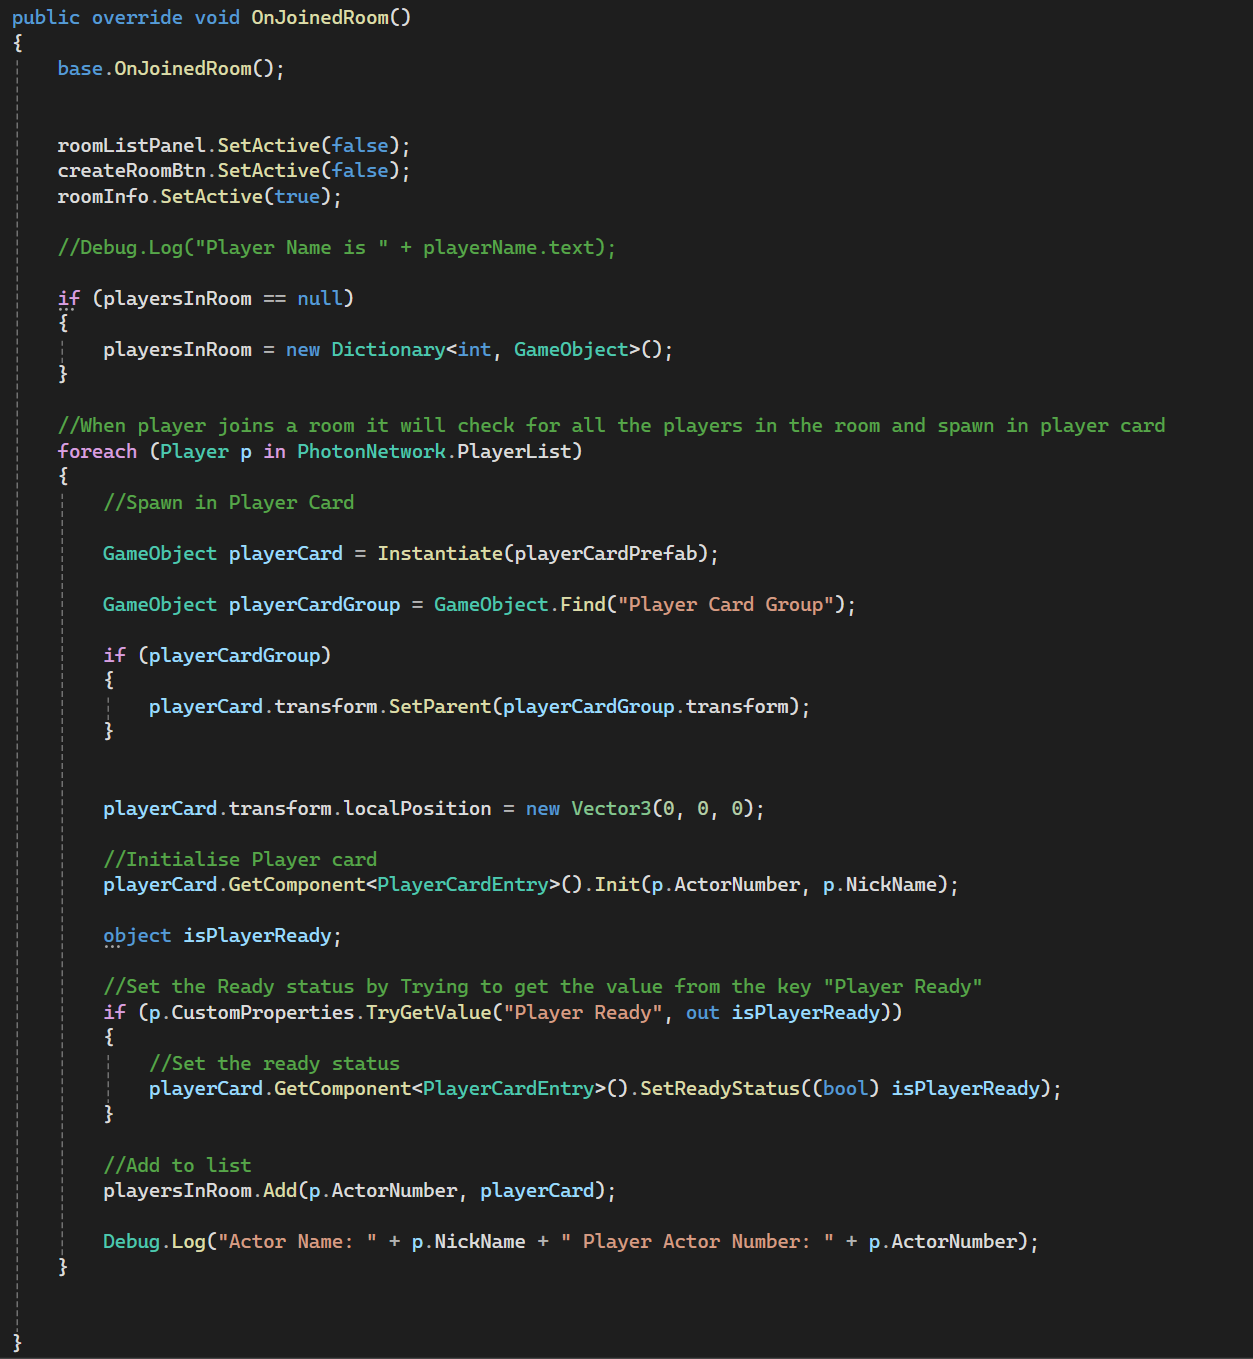 public override void OnJoinedRoom()
{
    base.OnJoinedRoom();

    roomListPanel.SetActive(false);
    createRoomBtn.SetActive(false);
    roomInfo.SetActive(true);

    //Debug.Log("Player Name is " + playerName.text);

    if (playersInRoom == null)
    {
        playersInRoom = new Dictionary<int, GameObject>();
    }

    //When player joins a room it will check for all the players in the room and spawn in player card
    foreach (Player p in PhotonNetwork.PlayerList)
    {
        //Spawn in Player Card

        GameObject playerCard = Instantiate(playerCardPrefab);

        GameObject playerCardGroup = GameObject.Find("Player Card Group");

        if (playerCardGroup)
        {
            playerCard.transform.SetParent(playerCardGroup.transform);
        }

        playerCard.transform.localPosition = new Vector3(0, 0, 0);

        //Initialise Player card
        playerCard.GetComponent<PlayerCardEntry>().Init(p.ActorNumber, p.NickName);

        object isPlayerReady;

        //Set the Ready status by Trying to get the value from the key "Player Ready"
        if (p.CustomProperties.TryGetValue("Player Ready", out isPlayerReady))
        {
            //Set the ready status
            playerCard.GetComponent<PlayerCardEntry>().SetReadyStatus((bool) isPlayerReady);
        }

        //Add to list
        playersInRoom.Add(p.ActorNumber, playerCard);

        Debug.Log("Actor Name: " + p.NickName + " Player Actor Number: " + p.ActorNumber);
    }

}